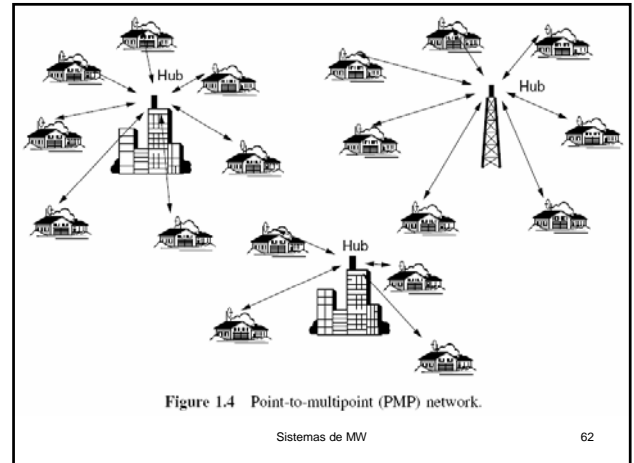 Hub
Hub
Hub
Figure 1.4 Point-to-multipoint (PMP) network.
Sistemas de MW 62